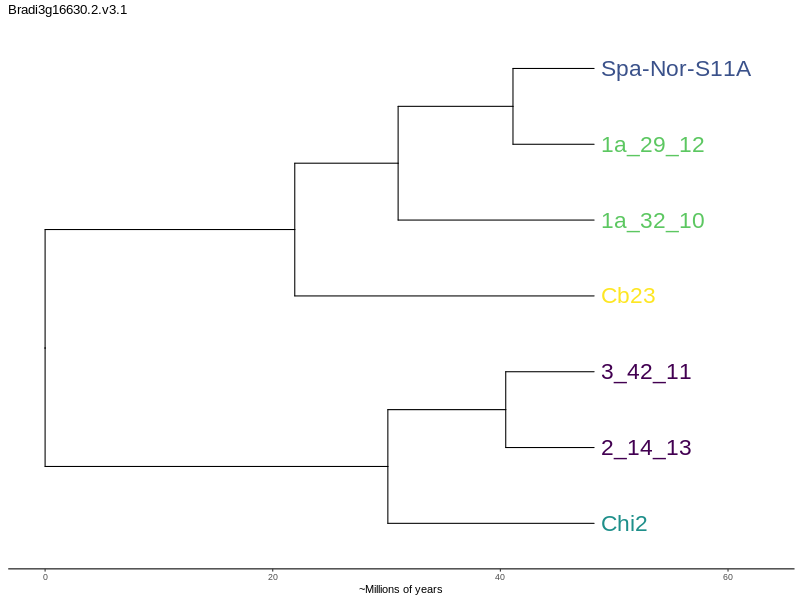 Bradi3g16630.2.v3.1
Spa-Nor-S11A
1a_29_12
1a_32_10
Cb23
3_42_11
2_14_13
Chi2
0 20 40 60
~Millions of years